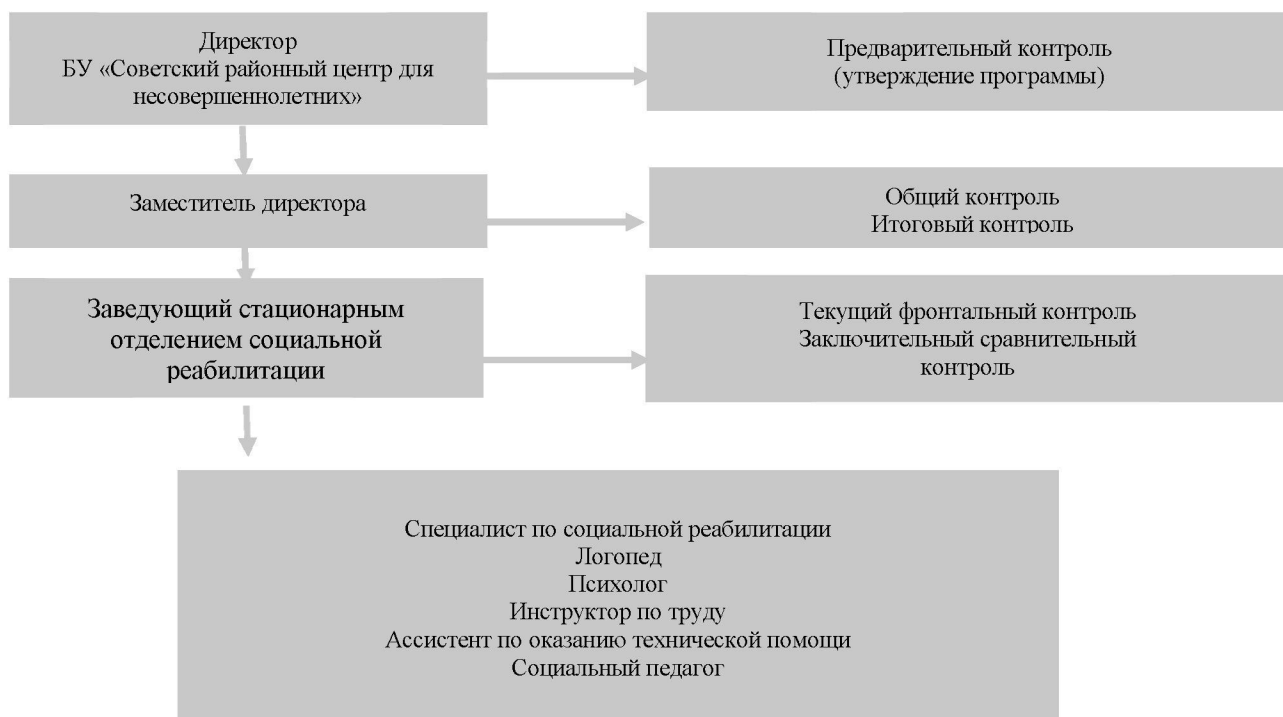 Директор
БУ «Советский районный центр для
несовершеннолетних»
Предварительный контроль
(утверждение программы)
Заместитель директора
Общий контроль
Итоговый контроль
Заведующий стационарным
отделением социальной
реабилитации
Текущий фронтальный контроль
Заключительный сравнительный
контроль
Специалист по социальной реабилитации
Логопед
Психолог
Инструктор по труду
Ассистент по оказанию технической помощи
Социальный педагог